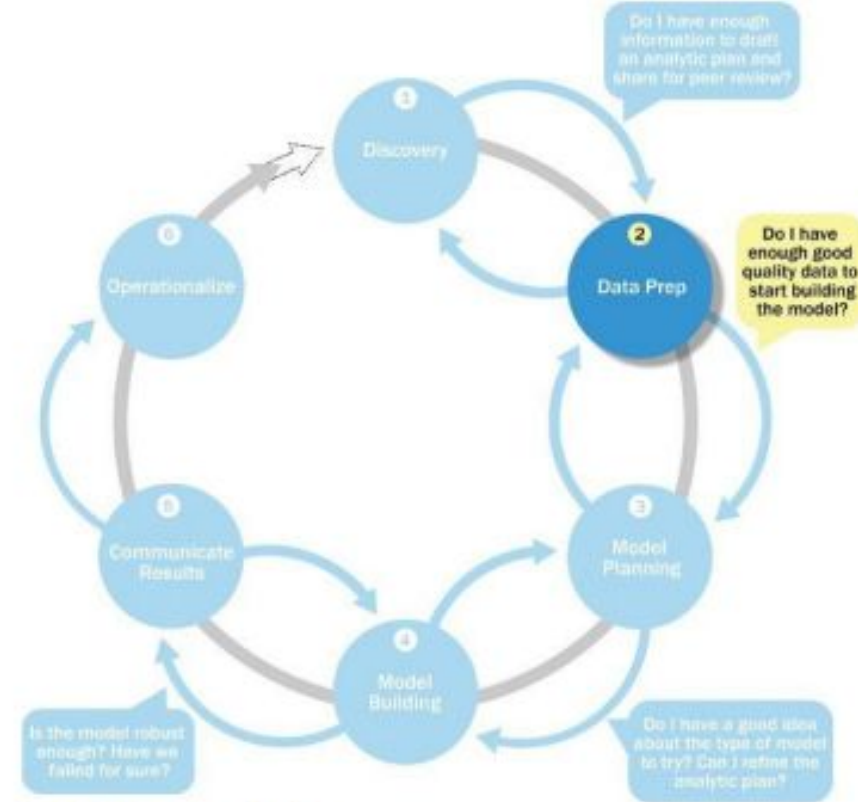 Do I have enough
information to draft
an analytic plan and
share for peer review?
1
Discovery
2
Data Prep
Do I have
enough good
quality data to
start building
the model?
6
Operationalize
3
Model
Planning
5
Communicate
Results
4
Model
Building
Is the model robust
enough? Have we
failed for sure?
Do I have a good idea
about the type of model
to try? Can I refine the
analytic plan?